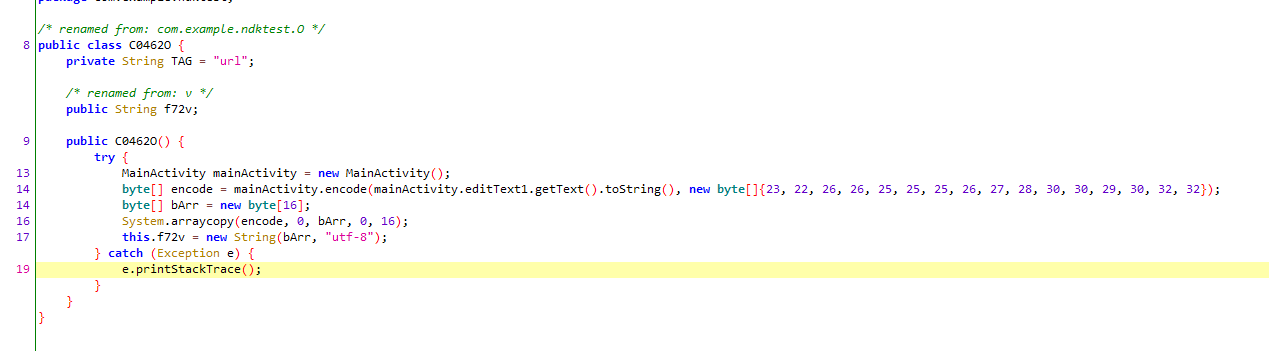 /* renamed from: com.example.ndktest.O */
8 public class C0462O {
private String TAG = "url";
/* renamed from: v */
public String f72v;
9 public C0462O() {
try {
13 MainActivity mainActivity = new MainActivity();
14 byte[] encode = mainActivity.encode(mainActivity.editText1.getText().toString(), new byte[]{23, 22, 26, 26, 25, 25, 25, 26, 27, 28, 30, 30, 29, 30, 32, 32});
14 byte[] bArr = new byte[16];
16 System.arraycopy(encode, 0, bArr, 0, 16);
17 this.f72v = new String(bArr, "utf-8");
} catch (Exception e) {
19 e.printStackTrace();
}
}
}